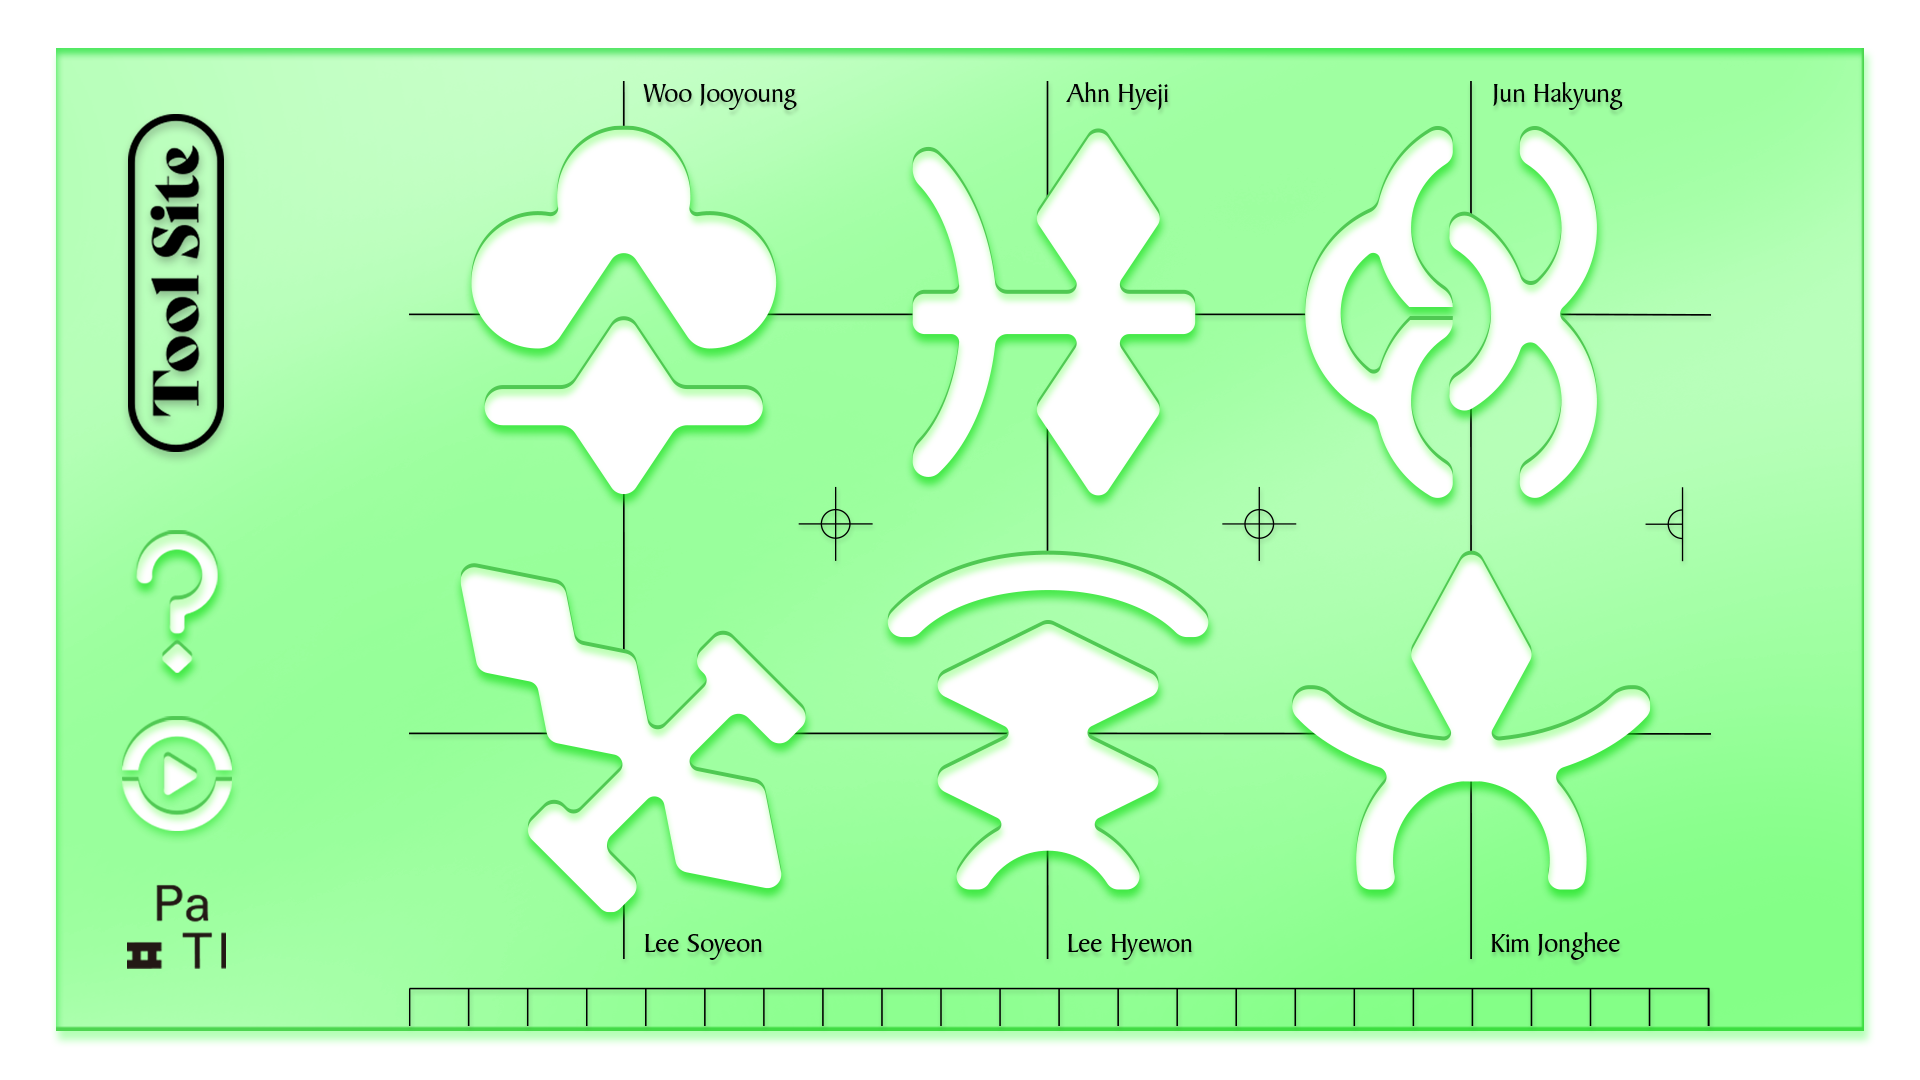 Tool Site
Woo Jooyoung
Ahn Hyeji
Jun Hakyung
Lee Soyeon
Lee Hyewon
Kim Jonghee
Pa
TI